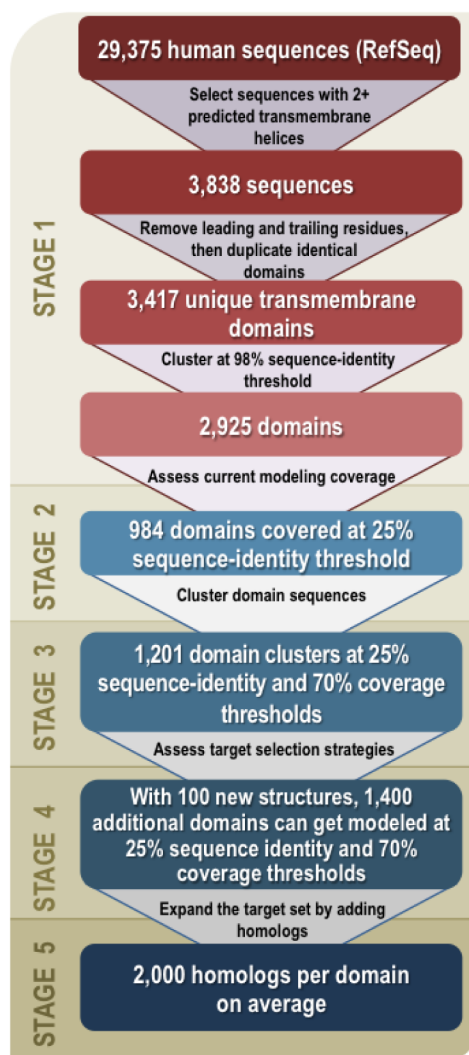 29,375 human sequences (RefSeq)
Select sequences with 2+
predicted transmembrane
helices
3,838 sequences
Remove leading and trailing residues,
then duplicate identical
domains
3,417 unique transmembrane
domains
Cluster at 98% sequence-identity
threshold
2,925 domains
Assess current modeling coverage
STAGE 1
984 domains covered at 25%
sequence-identity threshold
Cluster domain sequences
STAGE 2
1,201 domain clusters at 25%
sequence-identity and 70% coverage
thresholds
Assess target selection strategies
STAGE 3
With 100 new structures, 1,400
additional domains can get modeled at
25% sequence identity and 70%
coverage thresholds
Expand the target set by adding
homologs
STAGE 4
2,000 homologs per domain
on average
STAGE 5